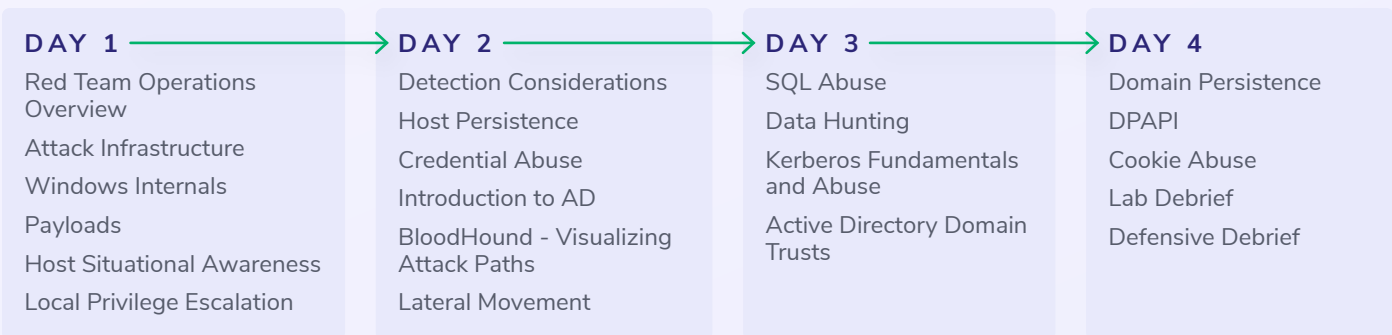 DAY 1
Red Team Operations
Overview
Attack Infrastructure
Windows Internals
Payloads
Host Situational Awareness
Local Privilege Escalation
DAY 2
Detection Considerations
Host Persistence
Credential Abuse
Introduction to AD
BloodHound - Visualizing
Attack Paths
Lateral Movement
DAY 3
SQL Abuse
Data Hunting
Kerberos Fundamentals
and Abuse
Active Directory Domain
Trusts
DAY 4
Domain Persistence
DPAPI
Cookie Abuse
Lab Debrief
Defensive Debrief